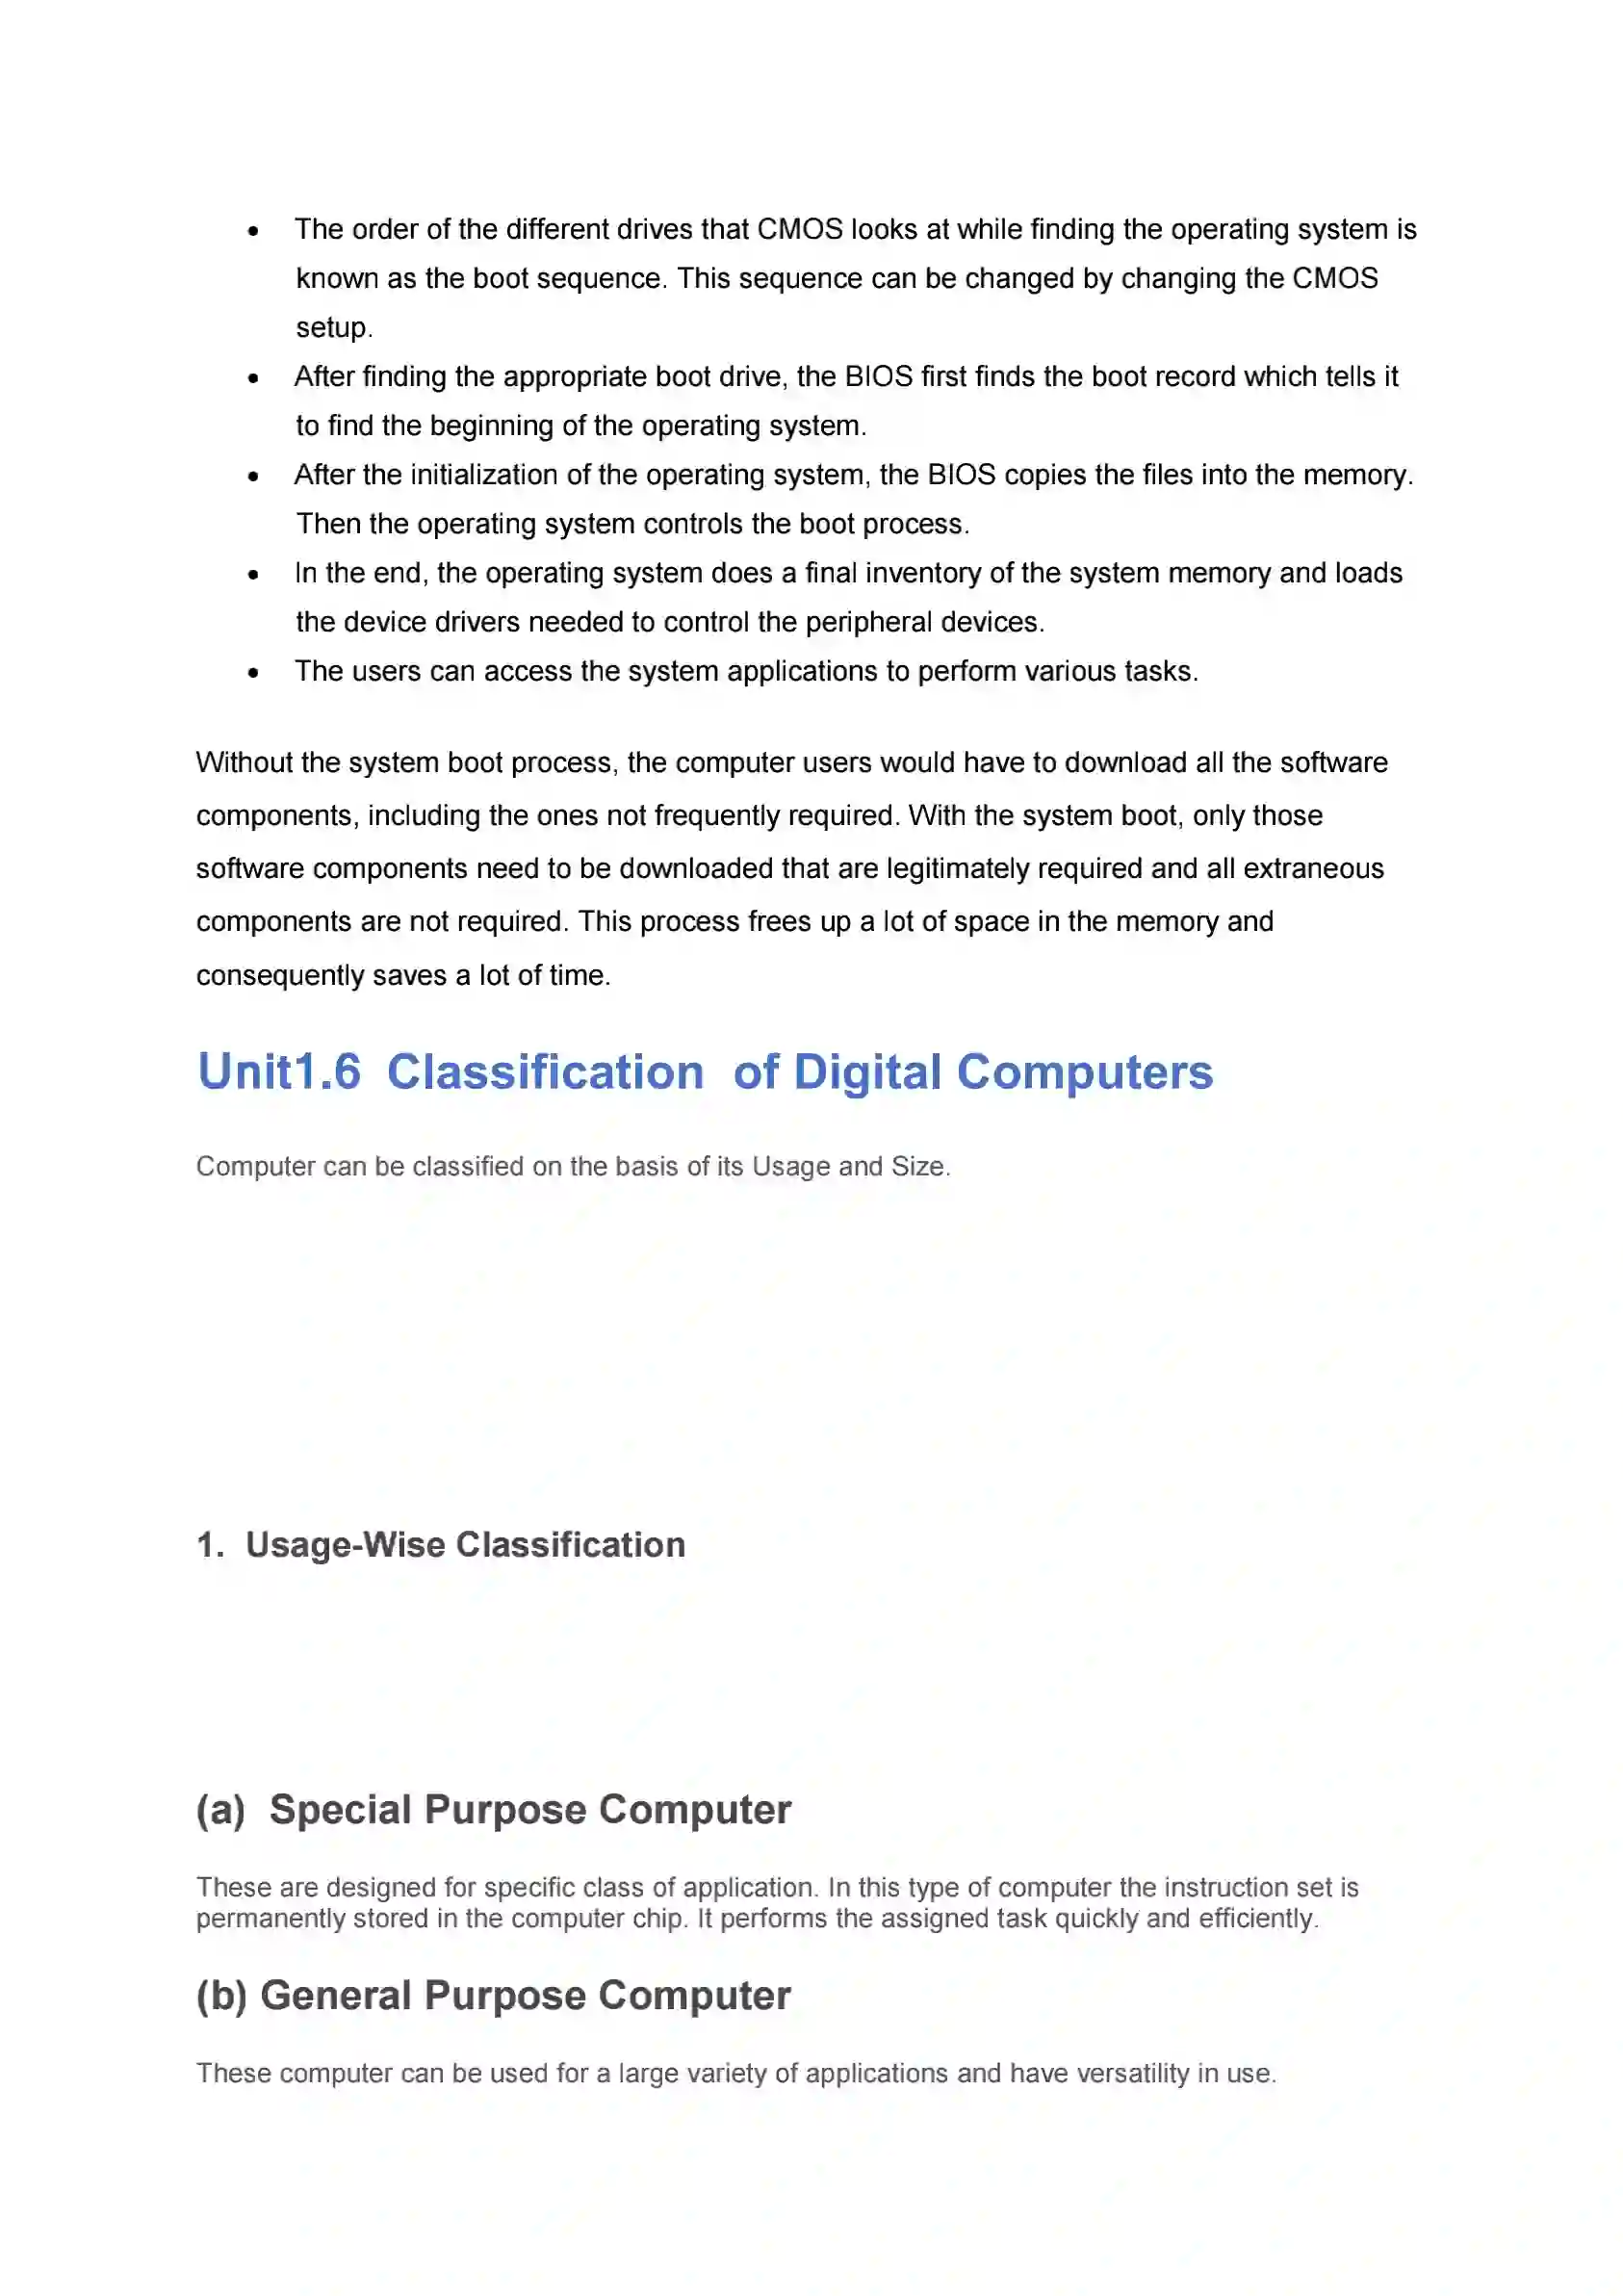 • The order of the different drives that CMOS looks at while finding the operating system is
known as the boot sequence. This sequence can be changed by changing the CMOS
setup.
• After finding the appropriate boot drive, the BIOS first finds the boot record which tells it
to find the beginning of the operating system.
• After the initialization of the operating system, the BIOS copies the files into the memory.
Then the operating system controls the boot process.
• In the end, the operating system does a final inventory of the system memory and loads
the device drivers needed to control the peripheral devices.
• The users can access the system applications to perform various tasks.
Without the system boot process, the computer users would have to download all the software
components, including the ones not frequently required. With the system boot, only those
software components need to be downloaded that are legitimately required and all extraneous
components are not required. This process frees up a lot of space in the memory and
consequently saves a lot of time.
Unit1.6 Classification of Digital Computers
Computer can be classified on the basis of its Usage and Size.
1. Usage-Wise Classification
(a) Special Purpose Computer
These are designed for specific class of application. In this type of computer the instruction set is
permanently stored in the computer chip. It performs the assigned task quickly and efficiently.
(b) General Purpose Computer
These computer can be used for a large variety of applications and have versatility in use.